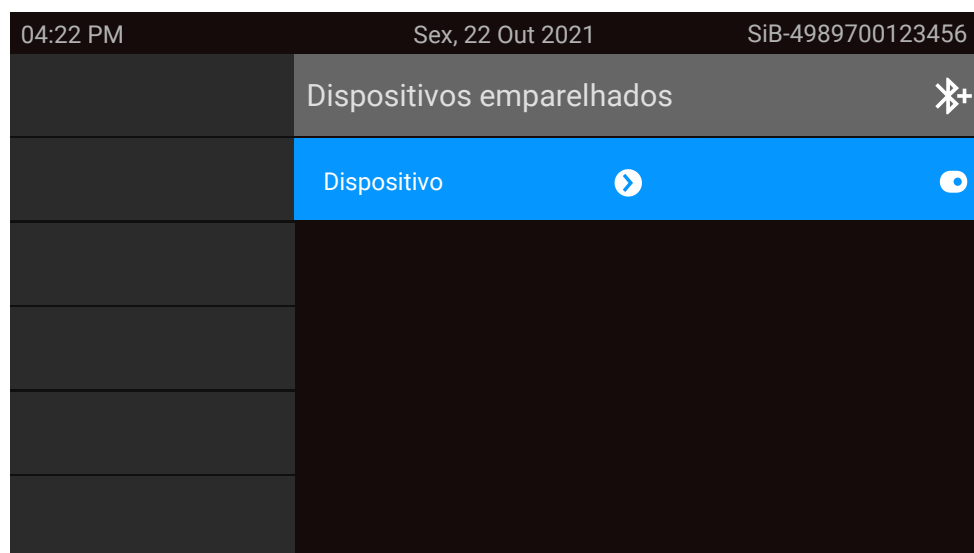 04:22 PM Sex, 22 Out 2021 SiB-4989700123456
Dispositivos emparelhados
Dispositivo